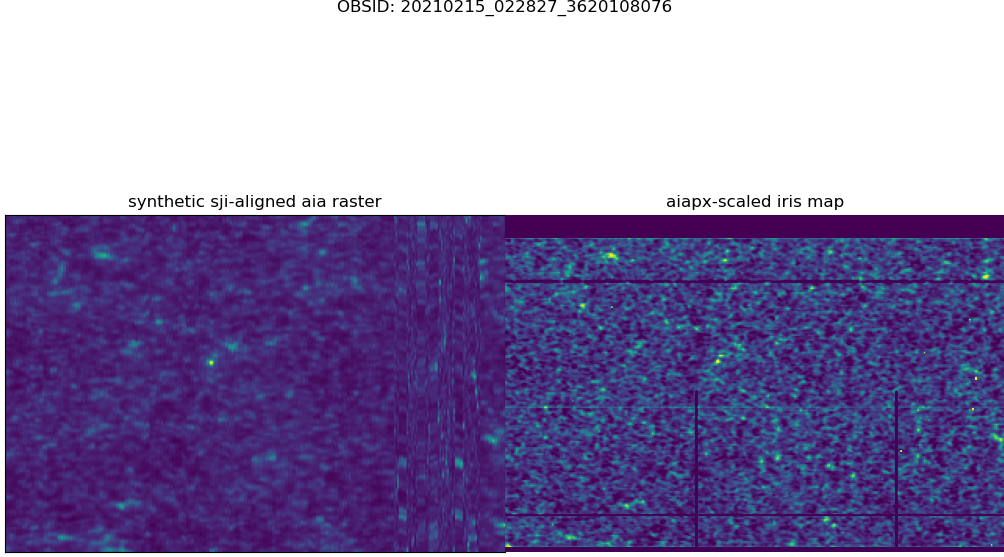 OBSID: 20210215_022827_3620108076
synthetic sji-aligned aia raster
aiapx-scaled iris map